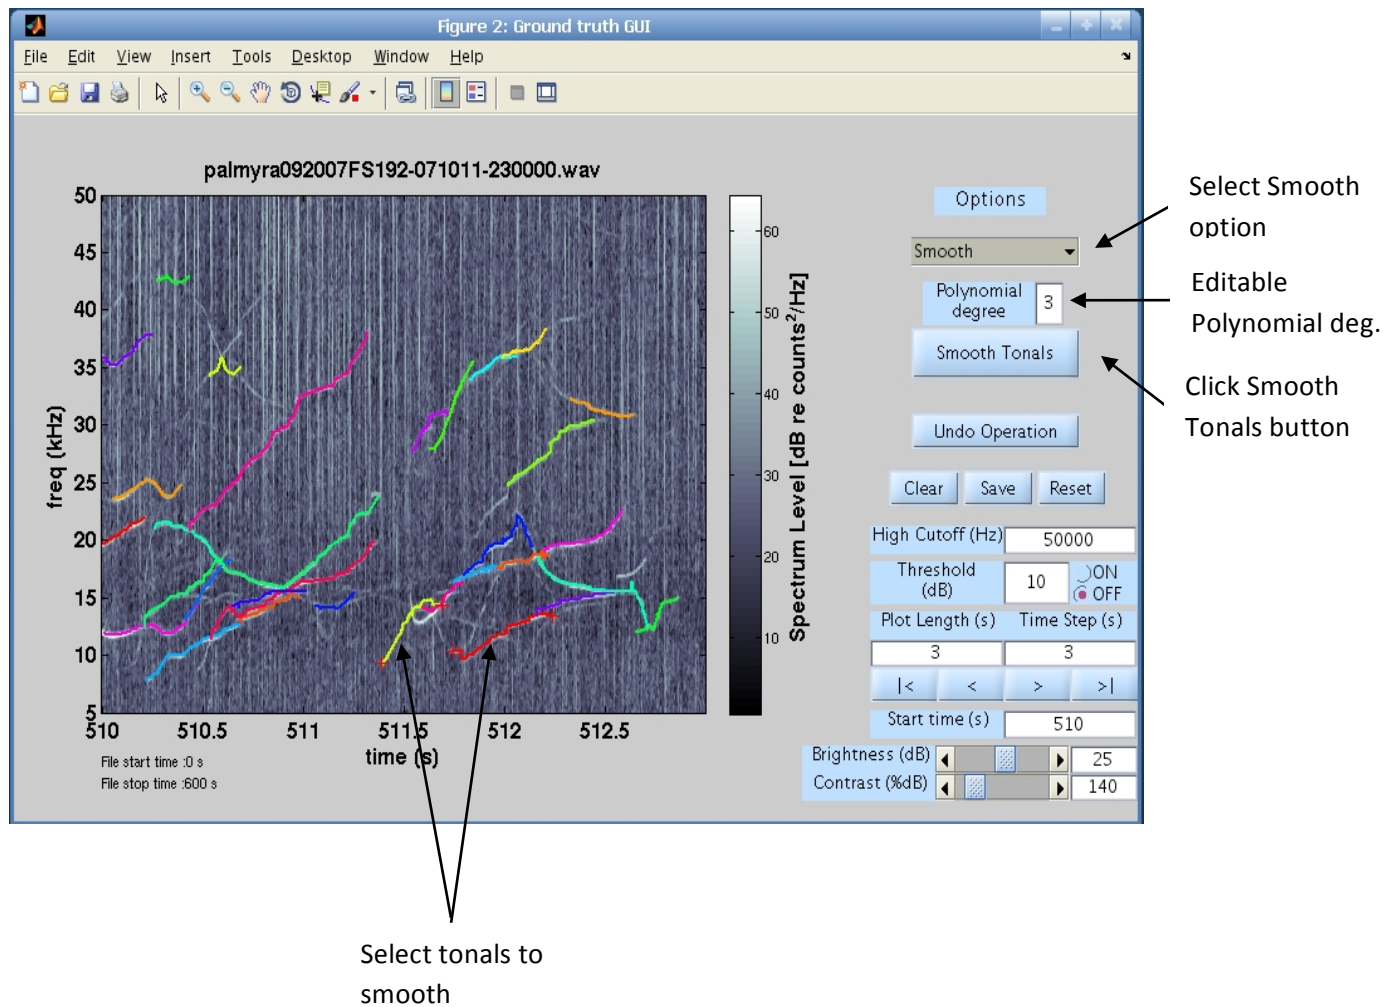 Figure 2: Ground truth GUI
File Edit View Insert Tools Desktop Window Help
palmyra092007FS192-071011-230000.wav
50
45
40
35
30
25
20
15
10
5
freq (kHz)
510 510.5 511 511.5 512 512.5
time (s)
File start time :0 s
File stop time :600 s
60
50
40
30
20
10
Spectrum Level [dB re counts²/Hz]
Options
Smooth
Polynomial
degree
3
Smooth Tonals
Undo Operation
Clear Save Reset
High Cutoff (Hz) 50000
Threshold
(dB)
10
ON
OFF
Plot Length (s) Time Step (s)
3 3
|< < > >|
Start time (s) 510
Brightness (dB) 25
Contrast (%dB) 140
Select Smooth
option
Editable
Polynomial deg.
Click Smooth
Tonals button
Select tonals to
smooth